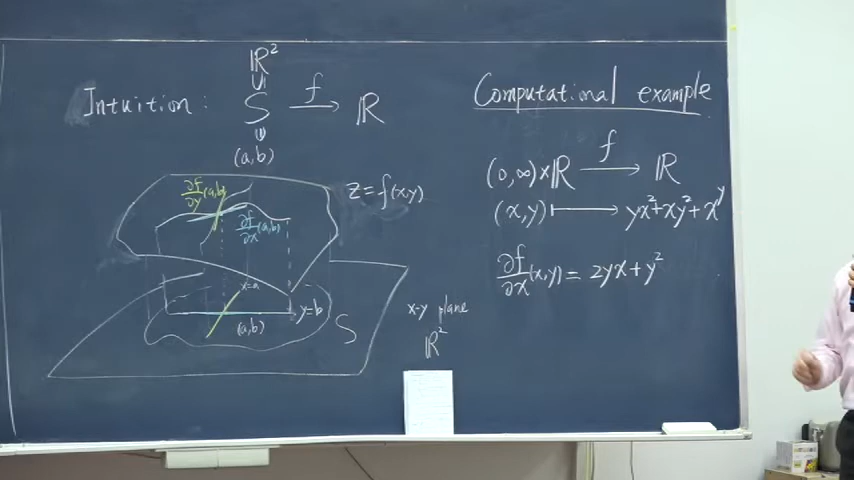 Intuition :
ℝ²
∪
S —f→ ℝ
(a,b)
z = f(x,y)
∂f/∂y (a,b)
∂f/∂x (a,b)
x=a
y=b
(a,b)
S
x-y plane
ℝ²
Computational example
(0,∞)×ℝ —f→ ℝ
(x,y) ⟼ yx²+xy²+x^y
∂f/∂x (x,y) = 2yx + y²